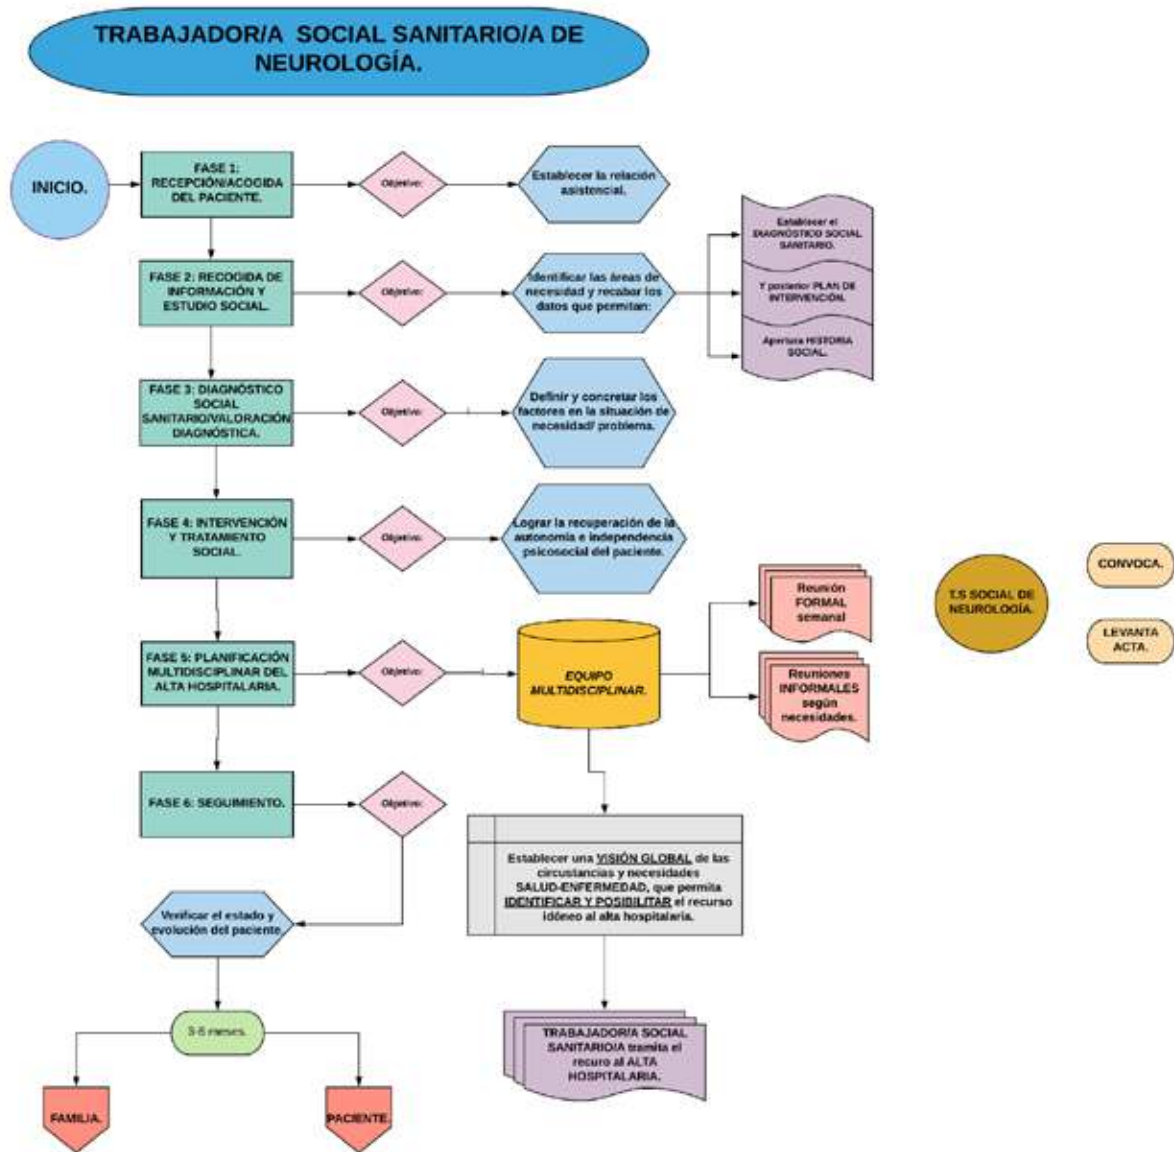 TRABAJADOR/A SOCIAL SANITARIO/A DE
NEUROLOGÍA.
INICIO.
FASE 1:
RECEPCIÓN/ACOGIDA
DEL PACIENTE.
Objetivo:
Establecer la relación
asistencial.
FASE 2: RECOGIDA DE
INFORMACIÓN Y
ESTUDIO SOCIAL.
Objetivo:
Identificar las áreas de
necesidad y recabar los
datos que permitan:
Establecer el
DIAGNÓSTICO SOCIAL
SANITARIO.
Y posterior PLAN DE
INTERVENCIÓN.
Apertura HISTORIA
SOCIAL.
FASE 3: DIAGNÓSTICO
SOCIAL
SANITARIO/VALORACIÓN
DIAGNÓSTICA.
Objetivo:
Definir y concretar los
factores en la situación de
necesidad/ problema.
FASE 4: INTERVENCIÓN
Y TRATAMIENTO
SOCIAL.
Objetivo:
Lograr la recuperación de la
autonomía e independencia
psicosocial del paciente.
FASE 5: PLANIFICACIÓN
MULTIDISCIPLINAR DEL
ALTA HOSPITALARIA.
Objetivo:
EQUIPO
MULTIDISCIPLINAR.
Reunión
FORMAL
semanal
Reuniones
INFORMALES
según
necesidades.
T.S SOCIAL DE
NEUROLOGÍA.
CONVOCA.
LEVANTA
ACTA.
FASE 6: SEGUIMIENTO.
Objetivo:
Establecer una VISIÓN GLOBAL de las
circustancias y necesidades
SALUD-ENFERMEDAD, que permita
IDENTIFICAR Y POSIBILITAR el recurso
idóneo al alta hospitalaria.
Verificar el estado y
evolución del paciente.
meses.
TRABAJADOR/A SOCIAL
SANITARIO/A tramita el
recuro al ALTA
HOSPITALARIA.
FAMILIA.
PACIENTE.